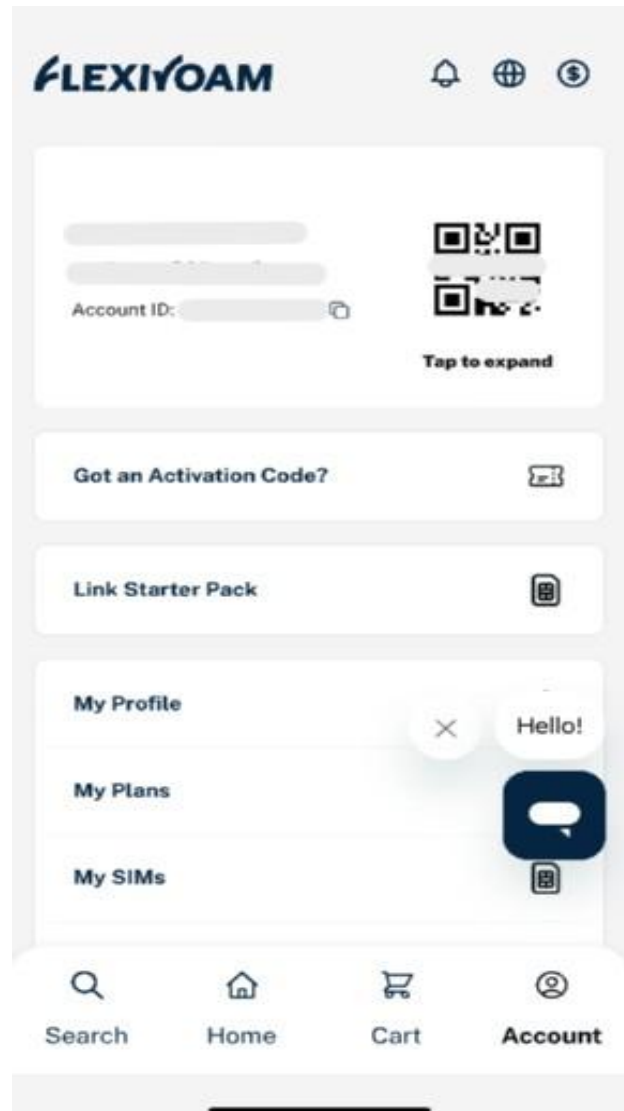 FLEXIROAM
Account ID:
Tap to expand
Got an Activation Code?
Link Starter Pack
My Profile
Hello!
My Plans
My SIMs
Search
Home
Cart
Account